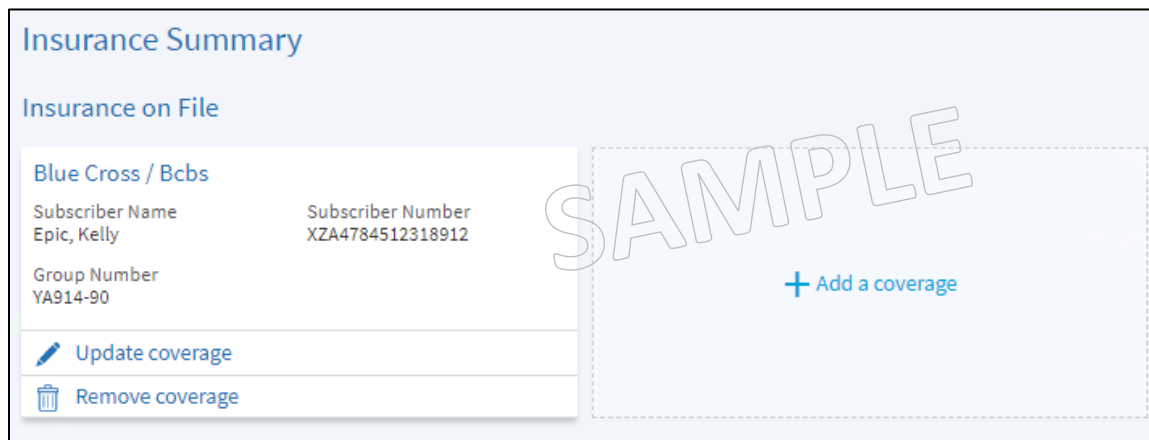 Insurance Summary
Insurance on File
Blue Cross / Bcbs
Subscriber Name
Epic, Kelly
Subscriber Number
XZA4784512318912
Group Number
YA914-90
Update coverage
Remove coverage
Add a coverage
SAMPLE